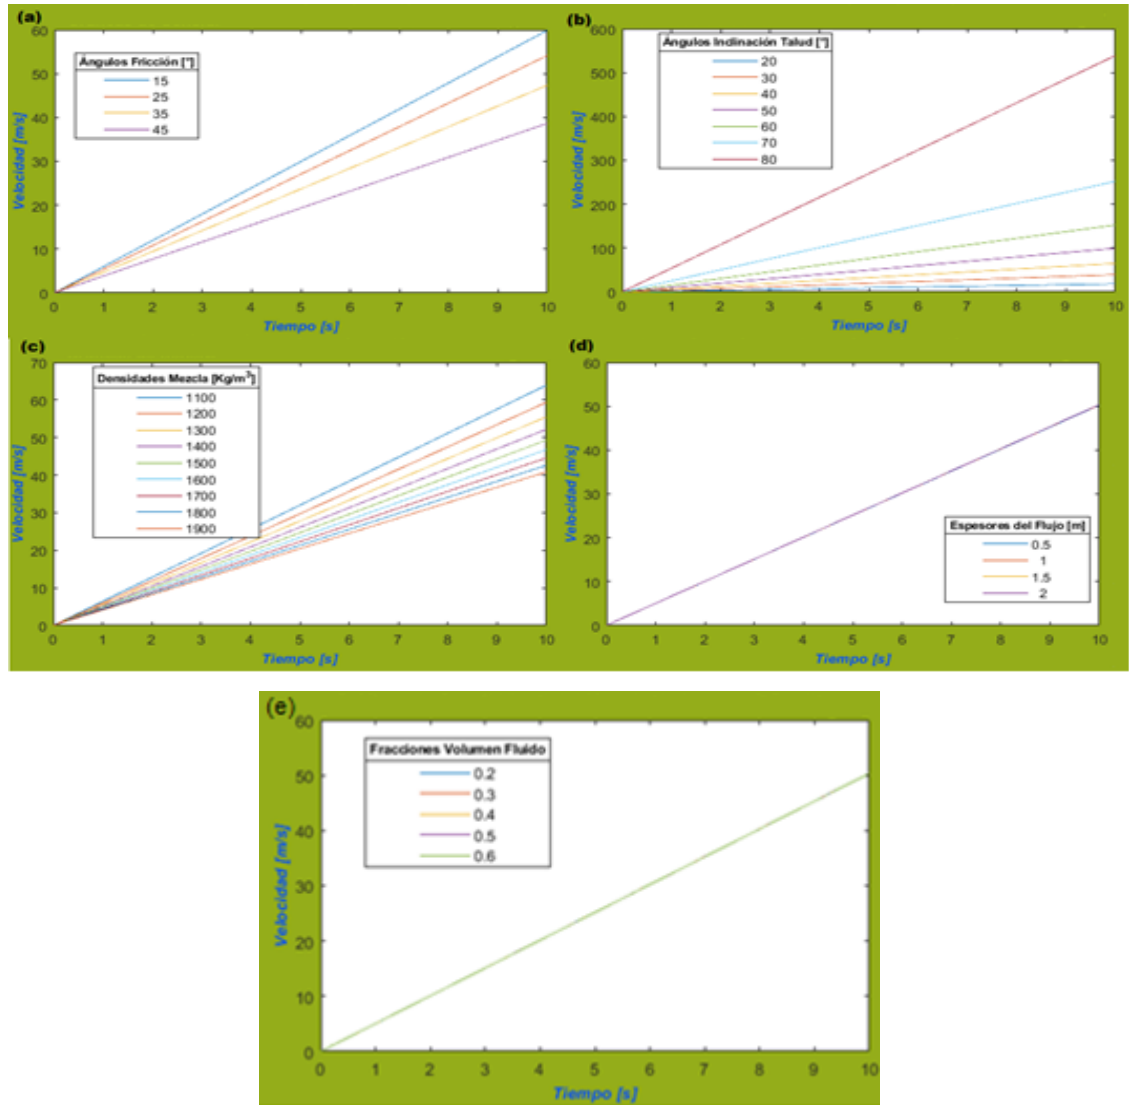 (a)
60
50
40
30
20
10
0
Velocidad [m/s]
Ángulos Fricción [°]
15
25
35
45
0 1 2 3 4 5 6 7 8 9 10
Tiempo [s]
(b)
600
500
400
300
200
100
0
Velocidad [m/s]
Ángulos Inclinación Talud [°]
20
30
40
50
60
70
80
0 1 2 3 4 5 6 7 8 9 10
Tiempo [s]
(c)
70
60
50
40
30
20
10
0
Velocidad [m/s]
Densidades Mezcla [Kg/m³]
1100
1200
1300
1400
1500
1600
1700
1800
1900
0 1 2 3 4 5 6 7 8 9 10
Tiempo [s]
(d)
60
50
40
30
20
10
0
Velocidad [m/s]
Espesores del Flujo [m]
0.5
1
1.5
2
0 1 2 3 4 5 6 7 8 9 10
Tiempo [s]
(e)
60
50
40
30
20
10
0
Velocidad [m/s]
Fracciones Volumen Fluido
0.2
0.3
0.4
0.5
0.6
0 1 2 3 4 5 6 7 8 9 10
Tiempo [s]